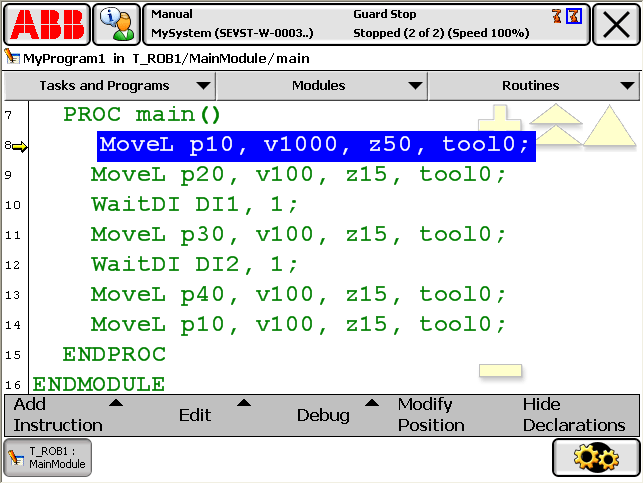 ABB
Manual
MySystem (SEVST-W-0003..)
Guard Stop
Stopped (2 of 2) (Speed 100%)
MyProgram1 in T_ROB1/MainModule/main
Tasks and Programs
Modules
Routines
7 PROC main()
8 MoveL p10, v1000, z50, tool0;
9 MoveL p20, v100, z15, tool0;
10 WaitDI DI1, 1;
11 MoveL p30, v100, z15, tool0;
12 WaitDI DI2, 1;
13 MoveL p40, v100, z15, tool0;
14 MoveL p10, v100, z15, tool0;
15 ENDPROC
16 ENDMODULE
Add
Instruction
Edit
Debug
Modify
Position
Hide
Declarations
T_ROB1 :
MainModule